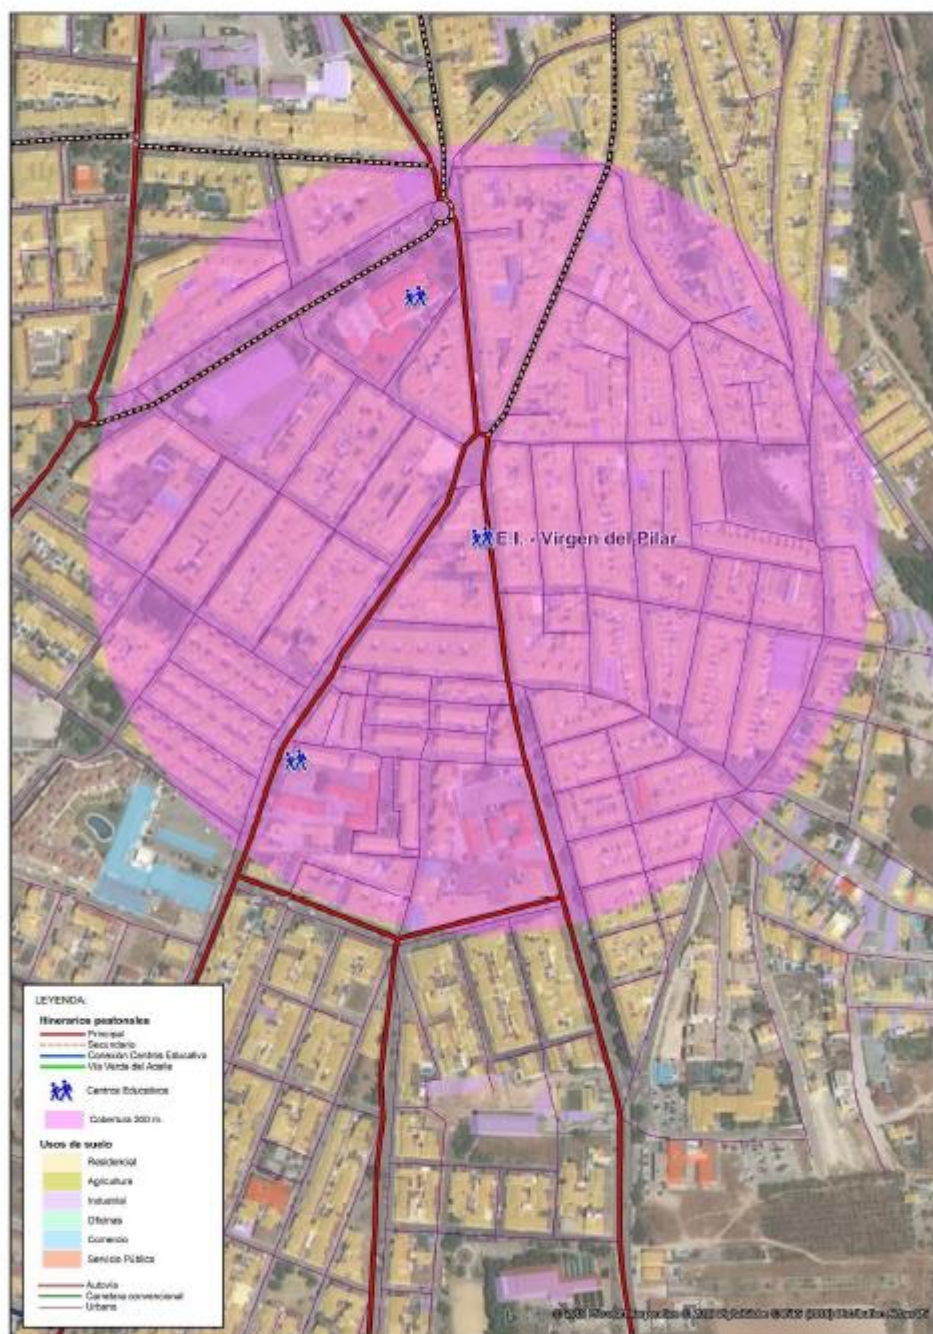 E.I. - Virgen del Pilar
LEYENDA:
Itinerarios peatonales
Principal
Secundario
Conexión Centros Educativos
Vía Verde del Aceite
Centros Educativos
Cobertura 300 m.
Usos de suelo
Residencial
Agricultura
Industrial
Oficinas
Comercio
Servicio Público
Autovía
Carretera convencional
Urbano